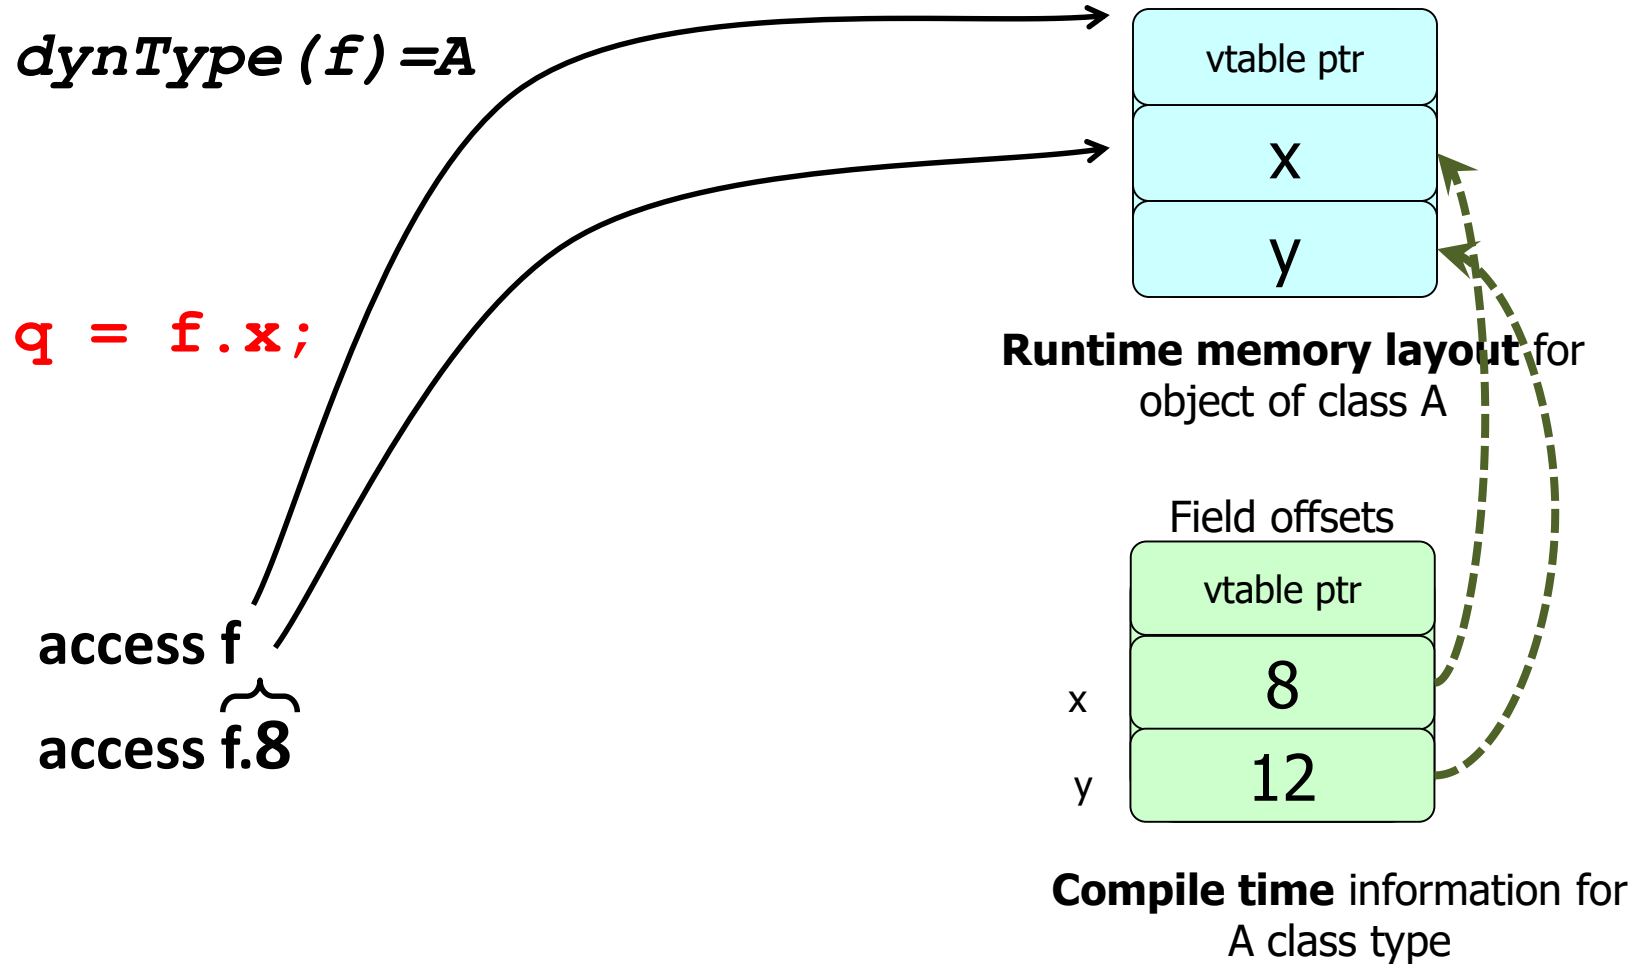 dynType(f)=A
vtable ptr
x
y
q = f.x;
Runtime memory layout for
object of class A
Field offsets
vtable ptr
x 8
y 12
access f
access f.8
Compile time information for
A class type